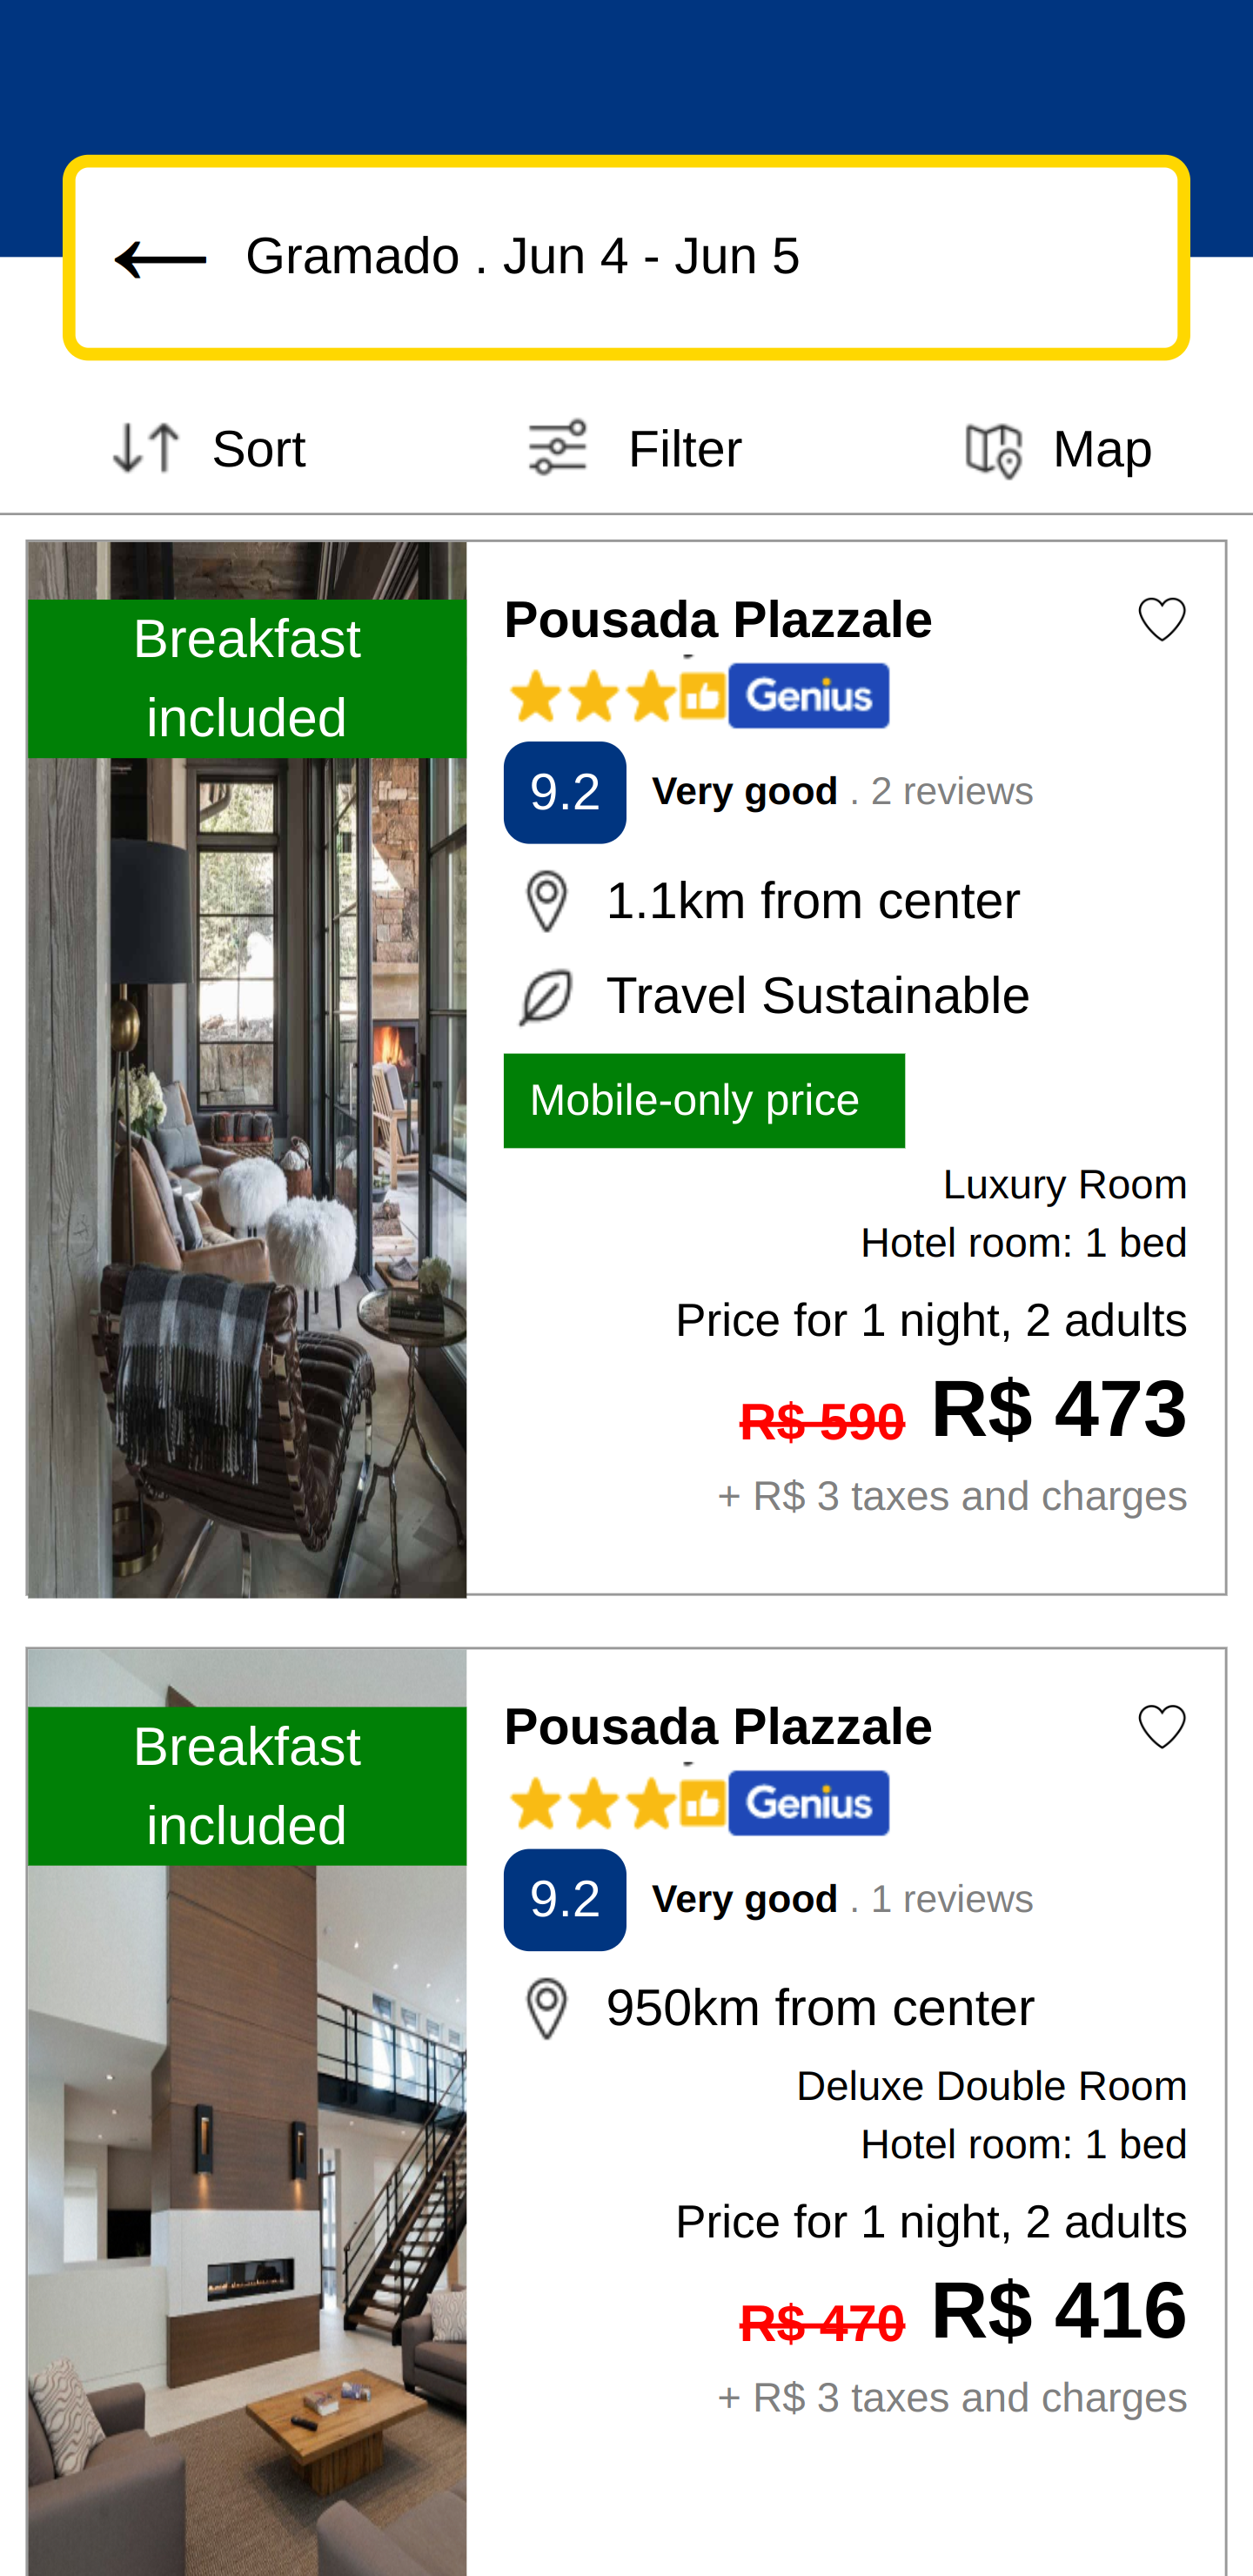 ← Gramado . Jun 4 - Jun 5
Sort Filter Map
Breakfast
included
Pousada Plazzale
Genius
9.2 Very good . 2 reviews
1.1km from center
Travel Sustainable
Mobile-only price
Luxury Room
Hotel room: 1 bed
Price for 1 night, 2 adults
R$ 590 R$ 473
+ R$ 3 taxes and charges
Breakfast
included
Pousada Plazzale
Genius
9.2 Very good . 1 reviews
950km from center
Deluxe Double Room
Hotel room: 1 bed
Price for 1 night, 2 adults
R$ 470 R$ 416
+ R$ 3 taxes and charges